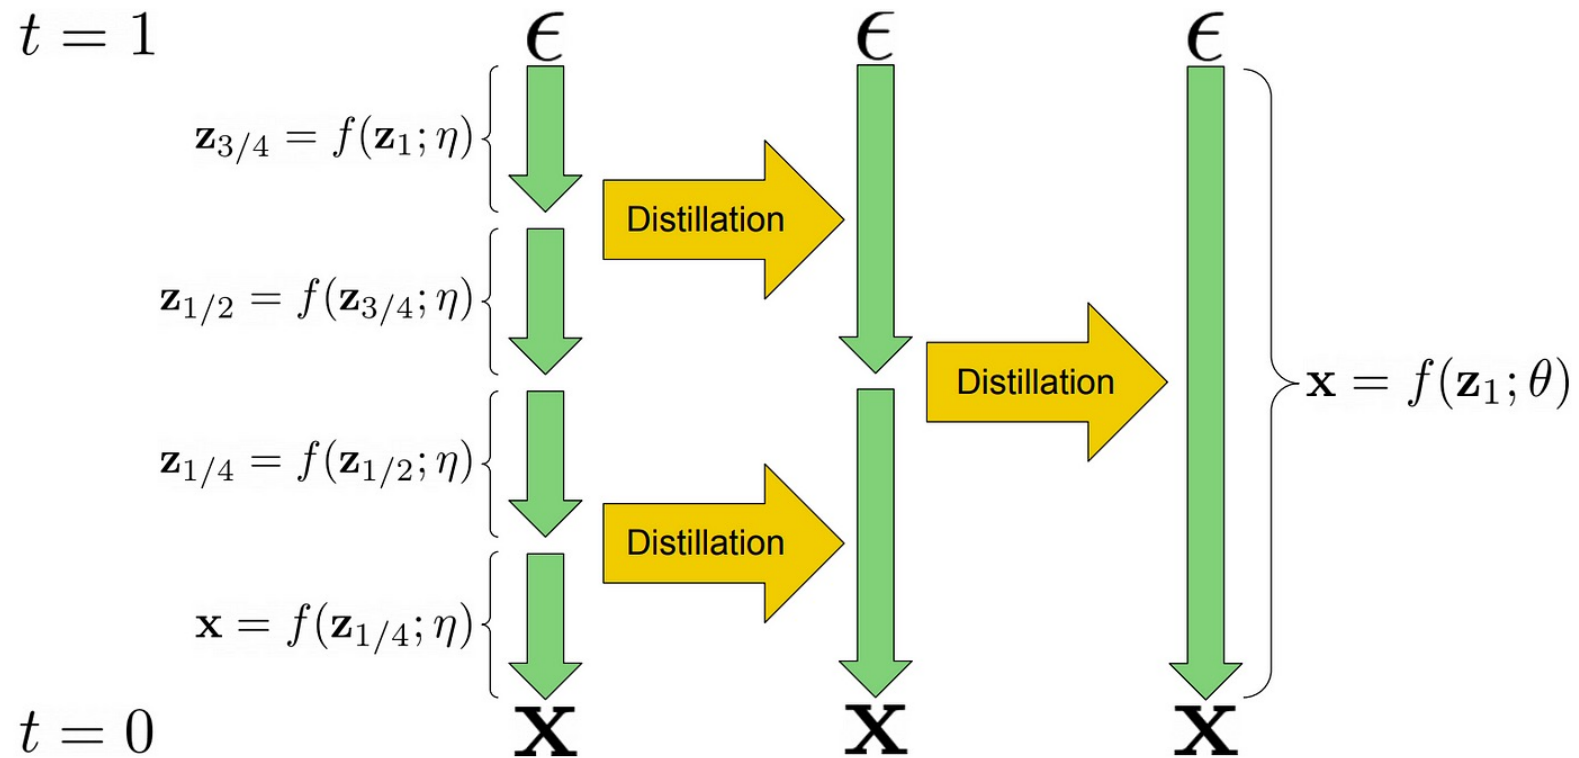 t = 1
ϵ ϵ ϵ
z_{3/4} = f(z_1; η)
Distillation
z_{1/2} = f(z_{3/4}; η)
Distillation
x = f(z_1; θ)
z_{1/4} = f(z_{1/2}; η)
Distillation
x = f(z_{1/4}; η)
t = 0
x x x